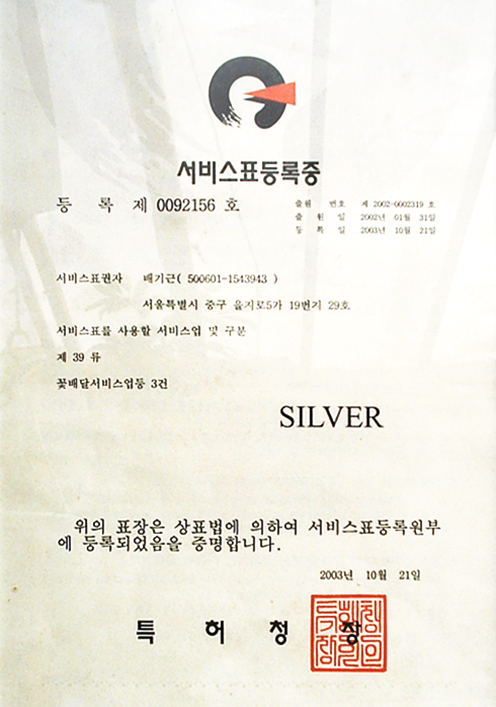 서비스표등록증
등 록 제 0092156 호
출원 번호 제 2002-0002319 호
출 원 일 2002년 01월 31일
등 록 일 2003년 10월 21일
서비스표권자 배기근( 500601-1543943 )
서울특별시 중구 을지로5가 19번지 29호
서비스표를 사용할 서비스업 및 구분
제 39 류
꽃배달서비스업등 3건
SILVER
위의 표장은 상표법에 의하여 서비스표등록원부
에 등록되었음을 증명합니다.
2003년 10월 21일
특 허 청 장